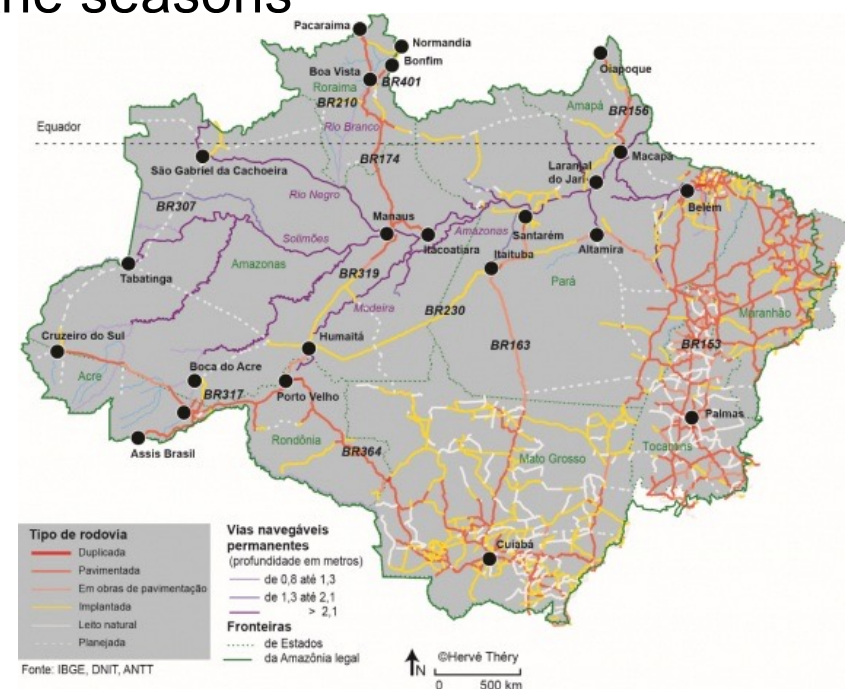 ne seasons
Pacaraima
Normandia
Bonfim
Boa Vista
BR401
Roraima
BR210
Oiapoque
Amapá
BR156
Equador
Rio Branco
BR174
Macapá
São Gabriel da Cachoeira
Laranjal
do Jari
Rio Negro
BR307
Belém
Manaus
Solimões
Itacoatiara
Amazonas
Santarém
Itaituba
Altamira
Tabatinga
Amazonas
BR319
Pará
Madeira
BR230
Maranhão
Cruzeiro do Sul
Humaitá
BR163
BR153
Boca do Acre
Acre
BR317
Porto Velho
Palmas
Assis Brasil
Rondônia
BR364
Mato Grosso
Tocantins
Cuiabá
Tipo de rodovia
Duplicada
Pavimentada
Em obras de pavimentação
Implantada
Leito natural
Planejada
Vias navegáveis
permanentes
(profundidade em metros)
de 0,8 até 1,3
de 1,3 até 2,1
> 2,1
Fronteiras
de Estados
da Amazônia legal
Fonte: IBGE, DNIT, ANTT
N
©Hervé Théry
0 500 km